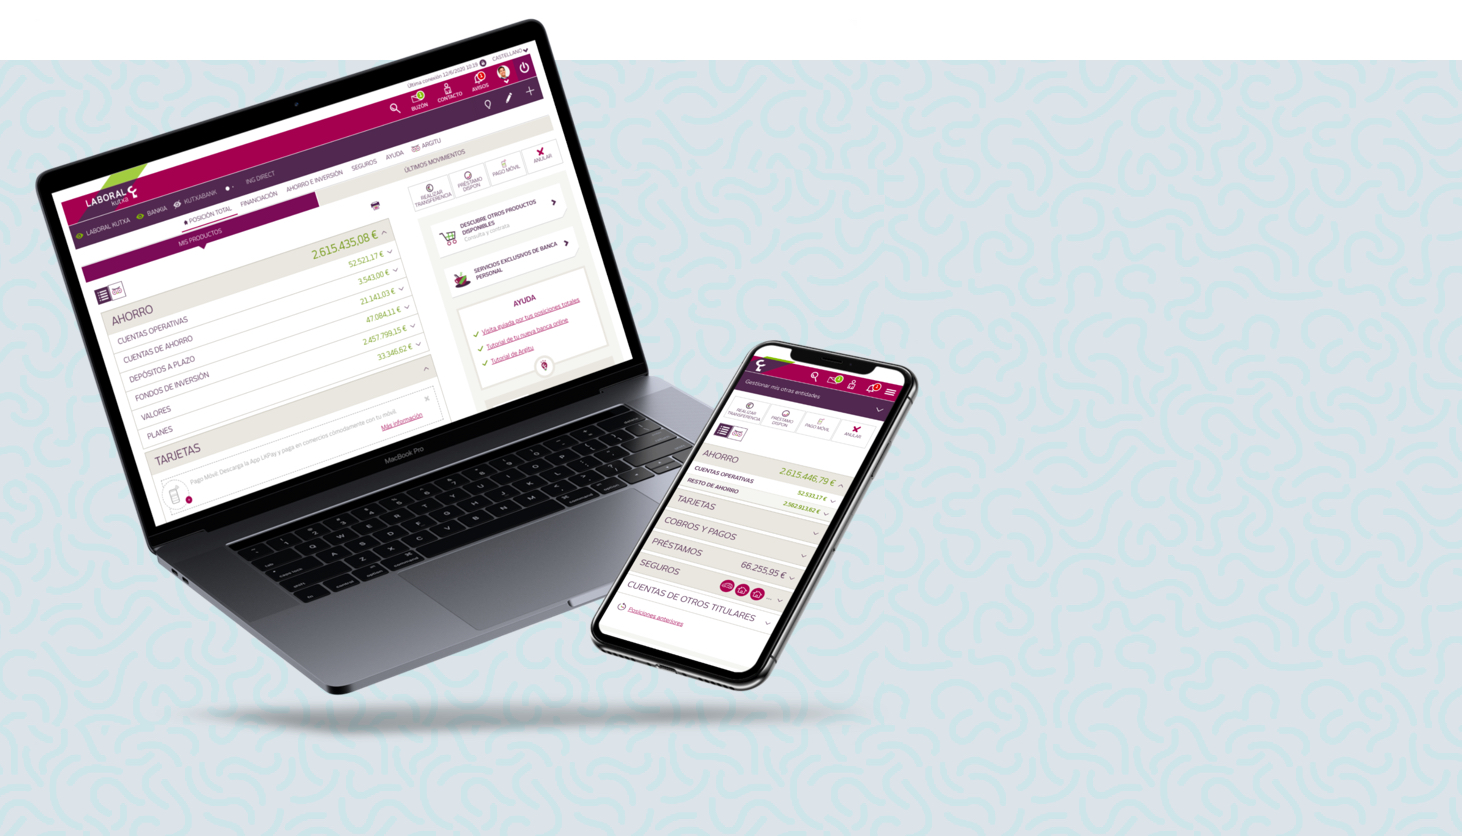 Última conexión 12/6/2020 10:19
CASTELLANO
BUZÓN
CONTACTO
AVISOS
LABORAL
kutxa
LABORAL KUTXA
BANKIA
KUTXABANK
ING DIRECT
POSICIÓN TOTAL
FINANCIACIÓN
AHORRO E INVERSIÓN
SEGUROS
AYUDA
ARGITU
MIS PRODUCTOS
ÚLTIMOS MOVIMIENTOS
AHORRO 2.615.435,08 €
CUENTAS OPERATIVAS 52.521,17 €
CUENTAS DE AHORRO 3.543,00 €
DEPÓSITOS A PLAZO 21.141,03 €
FONDOS DE INVERSIÓN 47.084,11 €
VALORES 2.457.799,15 €
PLANES 33.346,62 €
TARJETAS
Pago Móvil: Descarga la App LKPay y paga en comercios cómodamente con tu móvil.
Más información
REALIZAR
TRANSFERENCIA
PRÉSTAMO
DISPON
PAGO MÓVIL
ANULAR
DESCUBRE OTROS PRODUCTOS
DISPONIBLES
Consulta y contrata
SERVICIOS EXCLUSIVOS DE BANCA
PERSONAL
AYUDA
Visita guiada por tus posiciones totales
Tutorial de tu nueva banca online
Tutorial de Argitu
MacBook Pro
Gestionar mis otras entidades
REALIZAR
TRANSFERENCIA
PRÉSTAMO
DISPON
PAGO MÓVIL
ANULAR
AHORRO 2.615.446,79 €
CUENTAS OPERATIVAS 52.533,17 €
RESTO DE AHORRO 2.562.913,62 €
TARJETAS
COBROS Y PAGOS
PRÉSTAMOS 66.255,95 €
SEGUROS
CUENTAS DE OTROS TITULARES
Posiciones anteriores